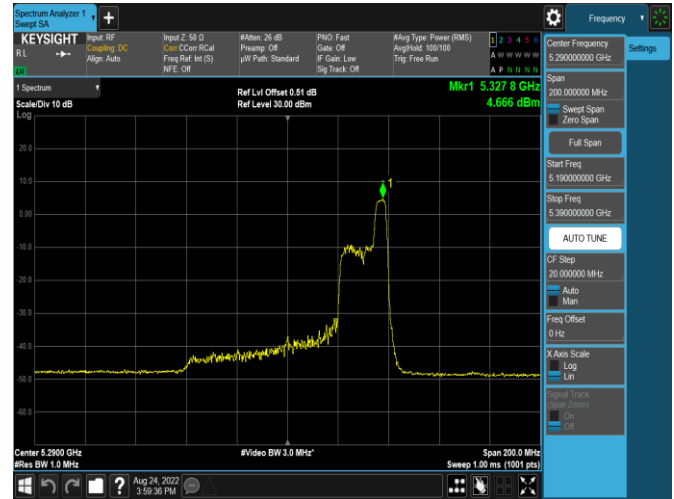 Spectrum Analyzer 1
Swept SA
+
Frequency
KEYSIGHT
RL
Input: RF
Coupling: DC
Align: Auto
Input Z: 50 Ω
Corr CCorr RCal
Freq Ref: Int (S)
NFE: Off
#Atten: 26 dB
Preamp: Off
µW Path: Standard
PNO: Fast
Gate: Off
IF Gain: Low
Sig Track: Off
#Avg Type: Power (RMS)
Avg|Hold: 100/100
Trig: Free Run
1 2 3 4 5 6
A W W W W W
A P N N N N
1 Spectrum
Scale/Div 10 dB
Log
Ref Lvl Offset 0.51 dB
Ref Level 30.00 dBm
Mkr1 5.327 8 GHz
4.666 dBm
1
20.0
10.0
0.00
-10.0
-20.0
-30.0
-40.0
-50.0
-60.0
Center 5.2900 GHz
#Res BW 1.0 MHz
#Video BW 3.0 MHz*
Span 200.0 MHz
Sweep 1.00 ms (1001 pts)
?
Aug 24, 2022
3:59:36 PM
Settings
Center Frequency
5.290000000 GHz
Span
200.000000 MHz
Swept Span
Zero Span
Full Span
Start Freq
5.190000000 GHz
Stop Freq
5.390000000 GHz
AUTO TUNE
CF Step
20.000000 MHz
Auto
Man
Freq Offset
0 Hz
X Axis Scale
Log
Lin
Signal Track
(Span Zoom)
On
Off